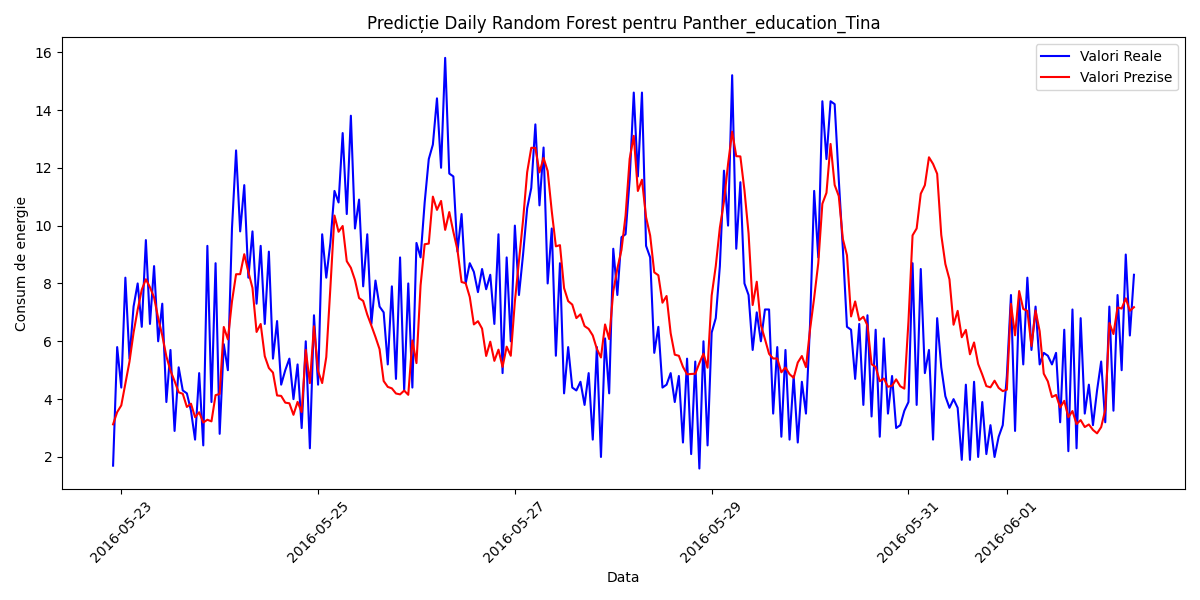 Predicție Daily Random Forest pentru Panther_education_Tina
Valori Reale
Valori Prezise
Consum de energie
16
14
12
10
8
6
4
2
2016-05-23
2016-05-25
2016-05-27
2016-05-29
2016-05-31
2016-06-01
Data